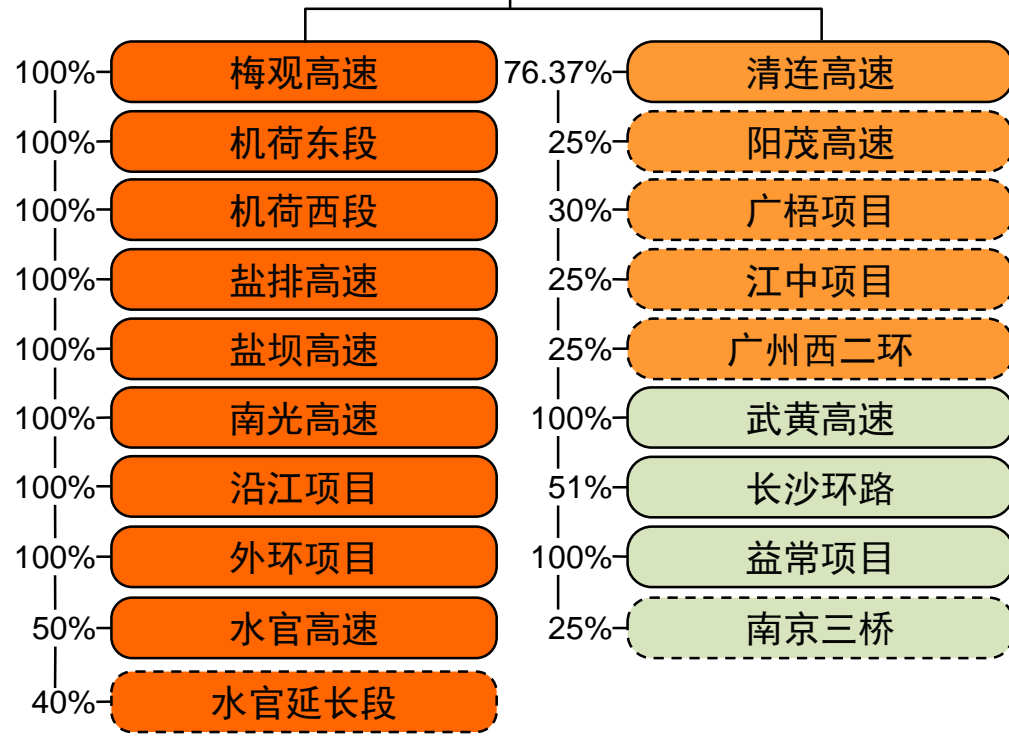 100% 梅观高速
100% 机荷东段
100% 机荷西段
100% 盐排高速
100% 盐坝高速
100% 南光高速
100% 沿江项目
100% 外环项目
50% 水官高速
40% 水官延长段
76.37% 清连高速
25% 阳茂高速
30% 广梧项目
25% 江中项目
25% 广州西二环
100% 武黄高速
51% 长沙环路
100% 益常项目
25% 南京三桥